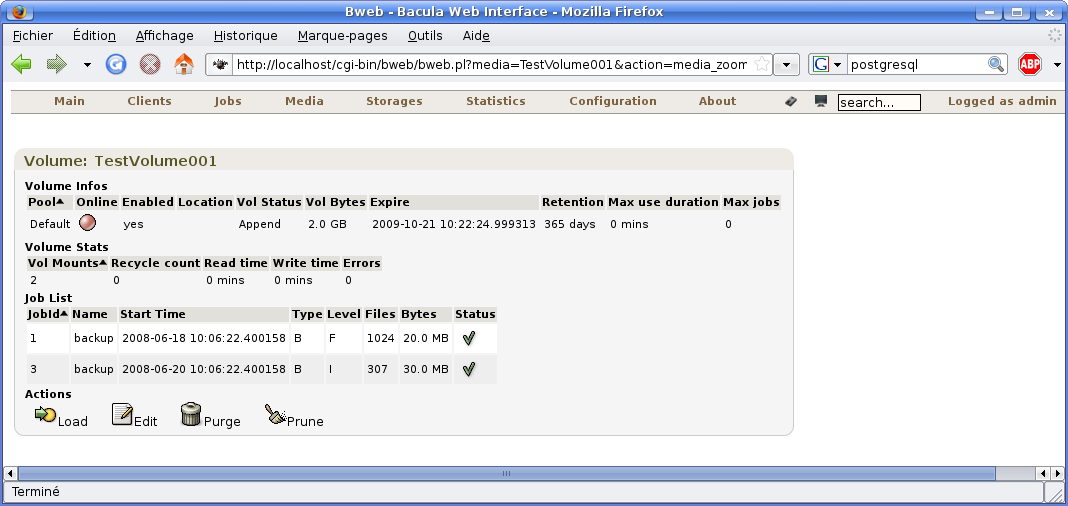 Bweb - Bacula Web Interface - Mozilla Firefox
Fichier Édition Affichage Historique Marque-pages Outils Aide
http://localhost/cgi-bin/bweb/bweb.pl?media=TestVolume001&action=media_zoom G postgresql ABP
Main Clients Jobs Media Storages Statistics Configuration About search... Logged as admin
Volume: TestVolume001
Volume Infos
Pool Online Enabled Location Vol Status Vol Bytes Expire Retention Max use duration Max jobs
Default yes Append 2.0 GB 2009-10-21 10:22:24.999313 365 days 0 mins 0
Volume Stats
Vol Mounts Recycle count Read time Write time Errors
2 0 0 mins 0 mins 0
Job List
JobId Name Start Time Type Level Files Bytes Status
1 backup 2008-06-18 10:06:22.400158 B F 1024 20.0 MB
3 backup 2008-06-20 10:06:22.400158 B I 307 30.0 MB
Actions
Load Edit Purge Prune
Terminé